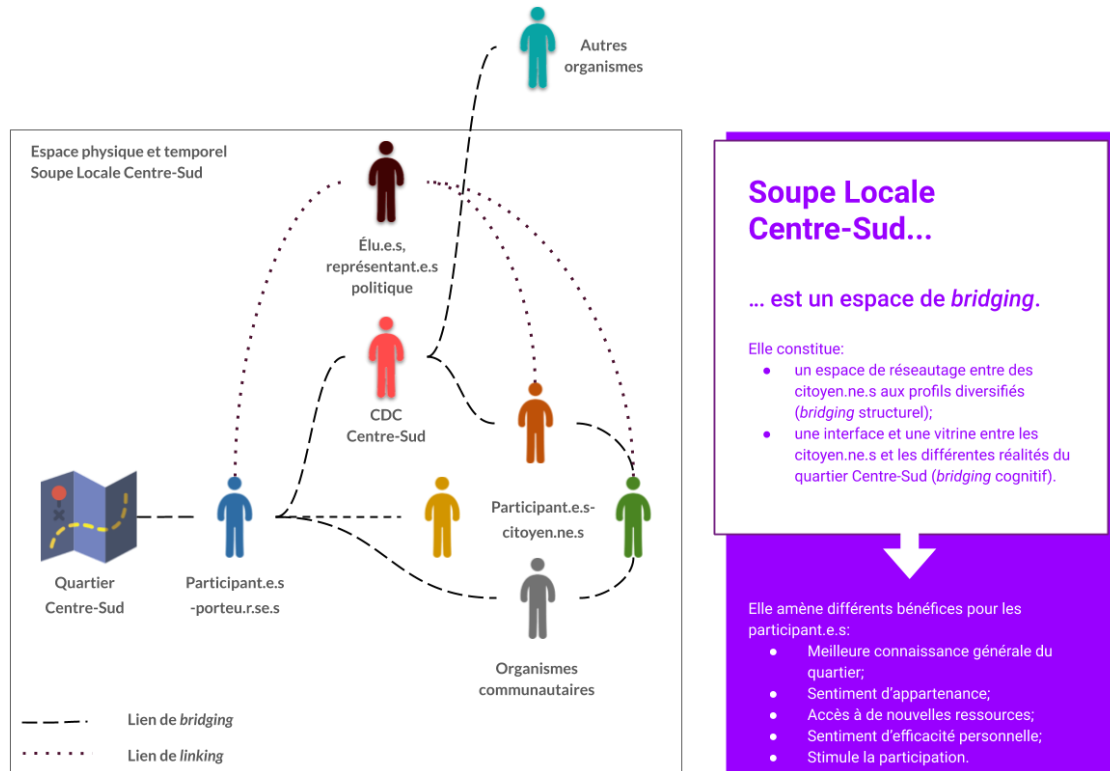 Autres
organismes
Espace physique et temporel
Soupe Locale Centre-Sud
Élu.e.s,
représentant.e.s
politique
CDC
Centre-Sud
Participant.e.s-
citoyen.ne.s
Quartier
Centre-Sud
Participant.e.s
-porteu.r.se.s
Organismes
communautaires
Lien de bridging
Lien de linking
Soupe Locale
Centre-Sud...
... est un espace de bridging.
Elle constitue:
● un espace de réseautage entre des
citoyen.ne.s aux profils diversifiés
(bridging structurel);
● une interface et une vitrine entre les
citoyen.ne.s et les différentes réalités du
quartier Centre-Sud (bridging cognitif).
Elle amène différents bénéfices pour les
participant.e.s:
● Meilleure connaissance générale du
quartier;
● Sentiment d'appartenance;
● Accès à de nouvelles ressources;
● Sentiment d'efficacité personnelle;
● Stimule la participation.